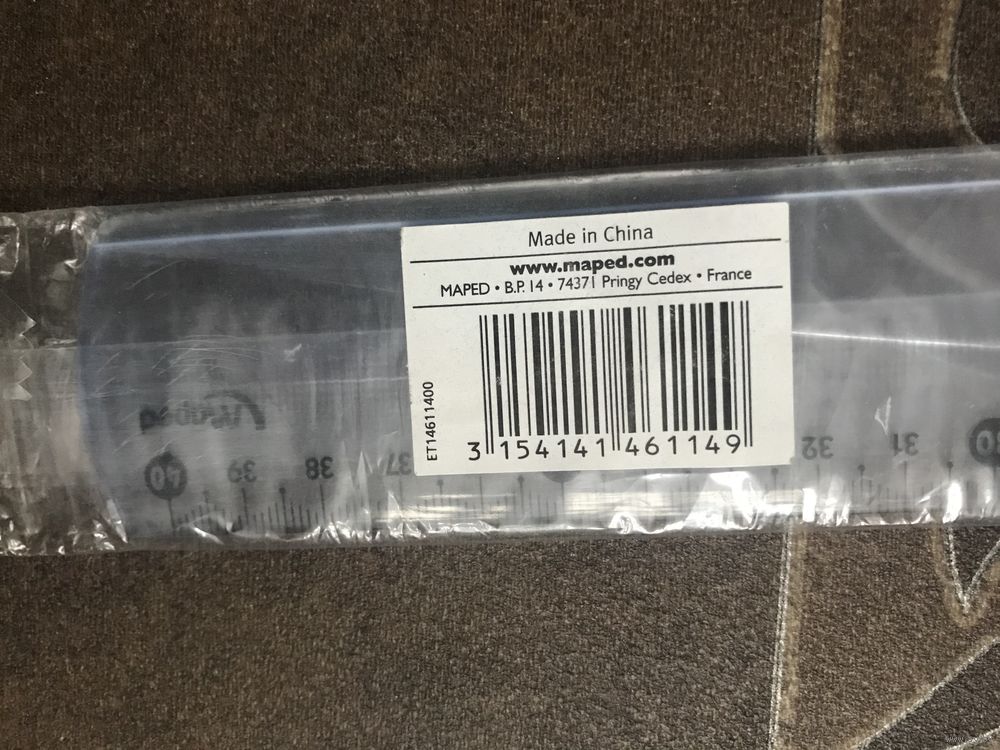 Made in China
www.maped.com
MAPED • B.P. 14 • 74371 Pringy Cedex • France
ET14611400
3 154141 461149
40 39 38 37 32 31